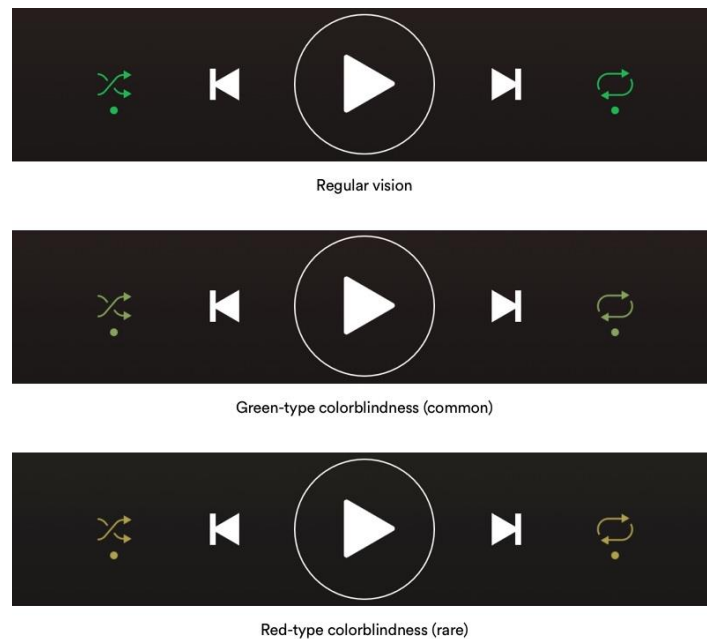 Regular vision
Green-type colorblindness (common)
Red-type colorblindness (rare)